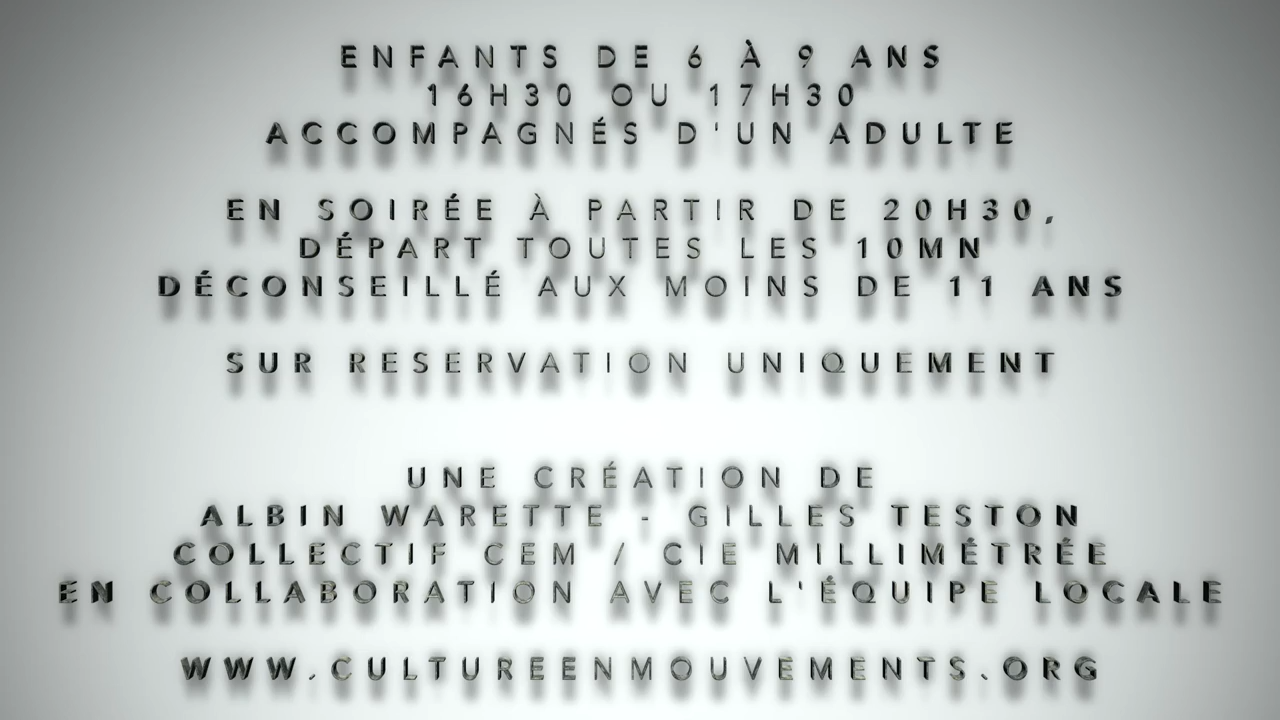 ENFANTS DE 6 À 9 ANS
16H30 OU 17H30
ACCOMPAGNÉS D'UN ADULTE
EN SOIRÉE À PARTIR DE 20H30,
DÉPART TOUTES LES 10MN
DÉCONSEILLÉ AUX MOINS DE 11 ANS
SUR RESERVATION UNIQUEMENT
UNE CRÉATION DE
ALBIN WARETTE - GILLES TESTON
COLLECTIF CEM / CIE MILLIMÉTRÉE
EN COLLABORATION AVEC L'ÉQUIPE LOCALE
WWW.CULTUREENMOUVEMENTS.ORG